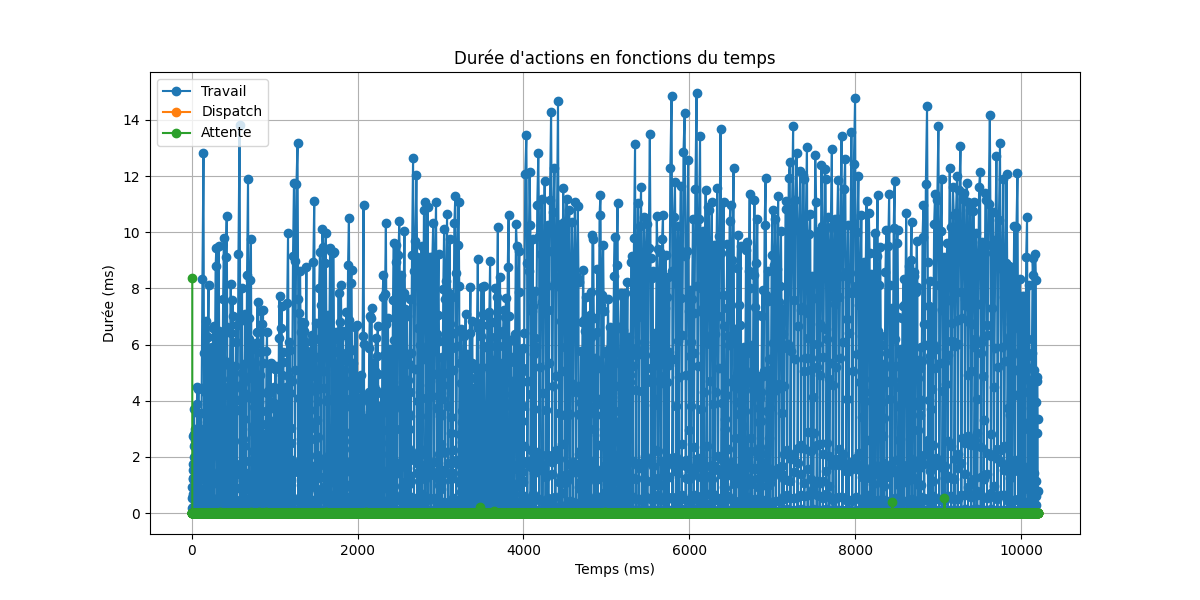 Durée d'actions en fonctions du temps
Travail
Dispatch
Attente
Durée (ms)
14
12
10
8
6
4
2
0
0 2000 4000 6000 8000 10000
Temps (ms)